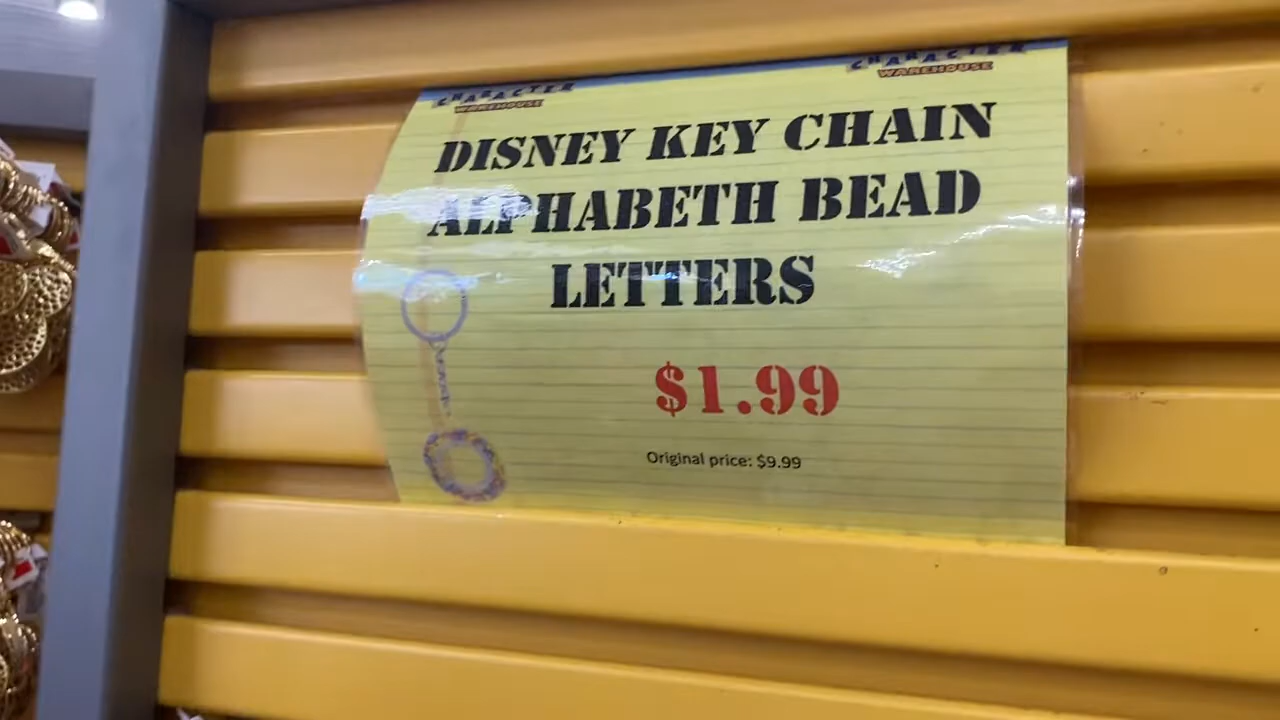 CHARACTER CHARACTER
WAREHOUSE WAREHOUSE
DISNEY KEY CHAIN
ALPHABETH BEAD
LETTERS
$1.99
Original price: $9.99